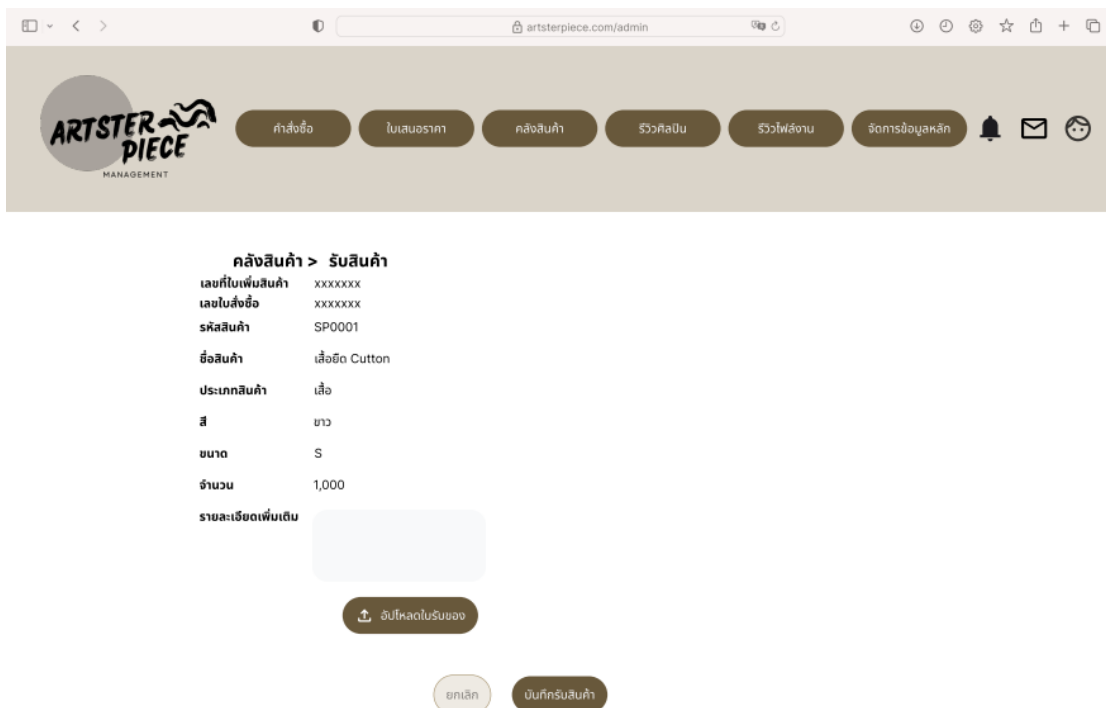 artsterpiece.com/admin
ARTSTER
PIECE
MANAGEMENT
คำสั่งซื้อ
ใบเสนอราคา
คลังสินค้า
รีวิวศิลปิน
รีวิวไฟล์งาน
จัดการข้อมูลหลัก
คลังสินค้า > รับสินค้า
เลขที่ใบเพิ่มสินค้า xxxxxxx
เลขใบสั่งซื้อ xxxxxxx
รหัสสินค้า SP0001
ชื่อสินค้า เสื้อยืด Cutton
ประเภทสินค้า เสื้อ
สี ขาว
ขนาด S
จำนวน 1,000
รายละเอียดเพิ่มเติม
อัปโหลดใบรับของ
ยกเลิก
บันทึกรับสินค้า